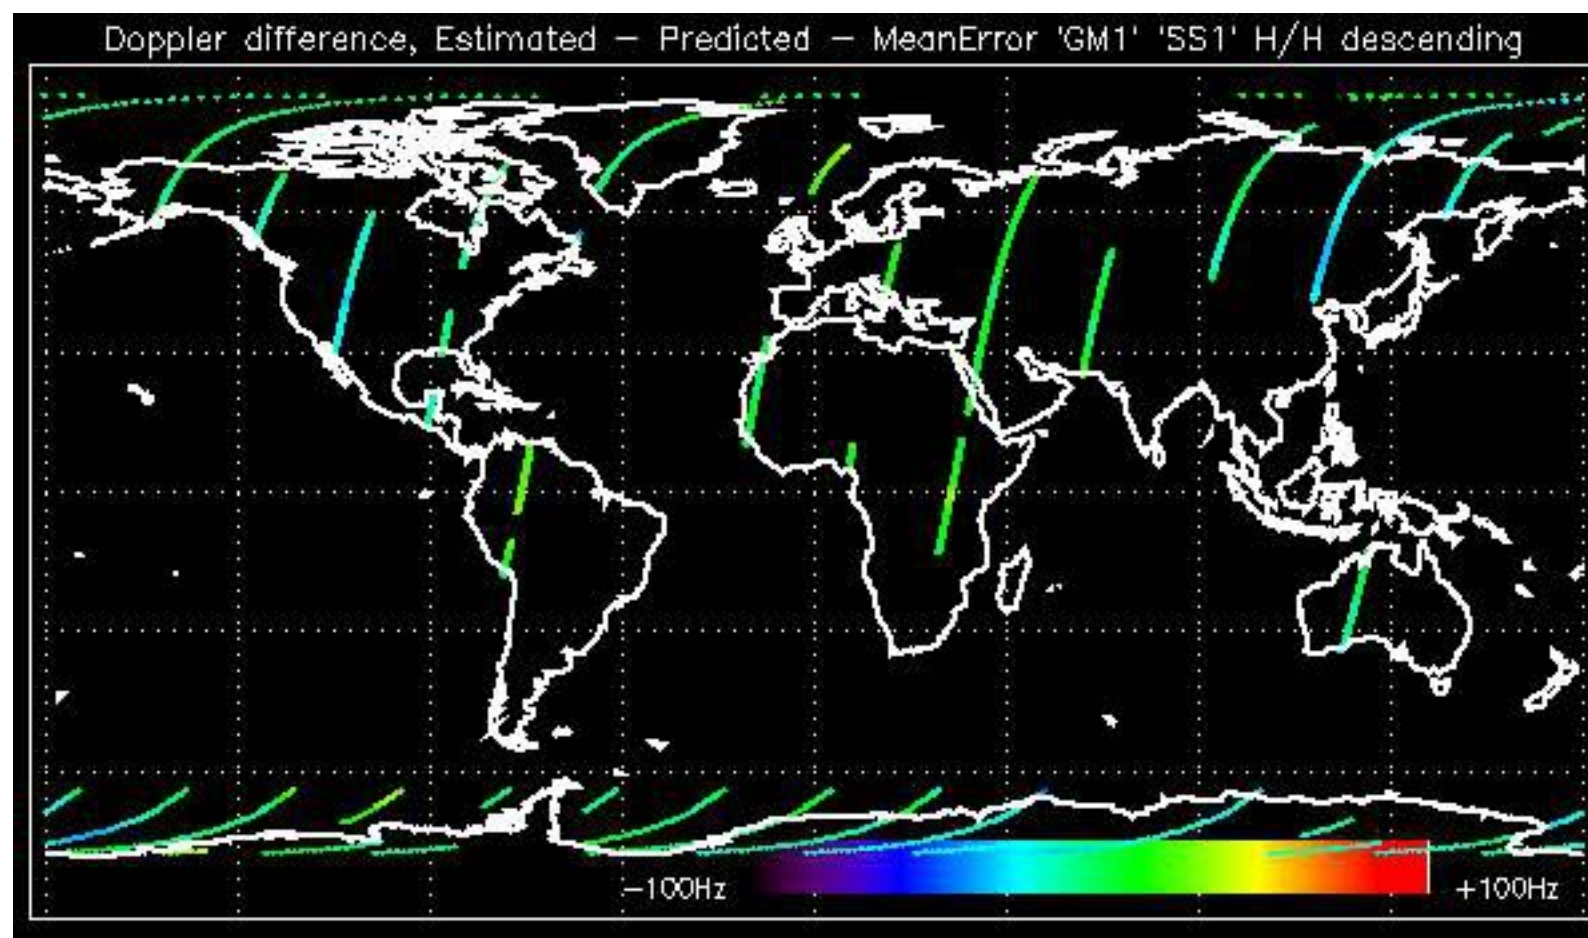 Doppler difference, Estimated – Predicted – MeanError 'GM1' 'SS1' H/H descending
–100Hz +100Hz